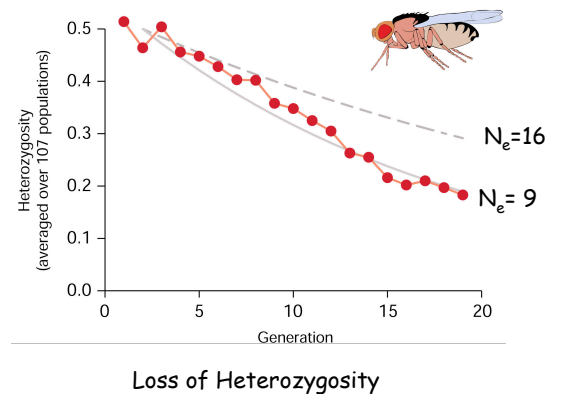 Heterozygosity
(averaged over 107 populations)
0.5
0.4
0.3
0.2
0.1
0.0
0
5
10
15
20
Generation
Ne=16
Ne= 9
Loss of Heterozygosity